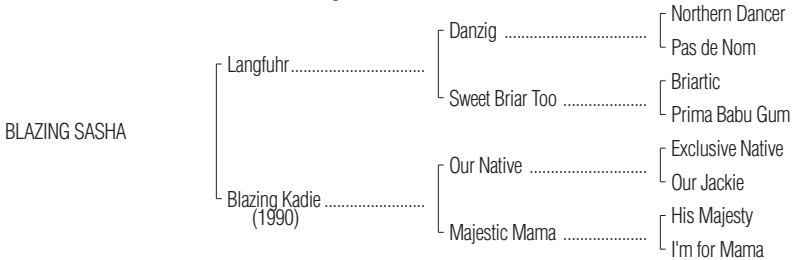 Northern Dancer
Danzig ..................................
Pas de Nom
Langfuhr................................
Briartic
Sweet Briar Too ....................
Prima Babu Gum
BLAZING SASHA
Exclusive Native
Our Native ............................
Our Jackie
Blazing Kadie ........................
(1990)
His Majesty
Majestic Mama ....................
I'm for Mama